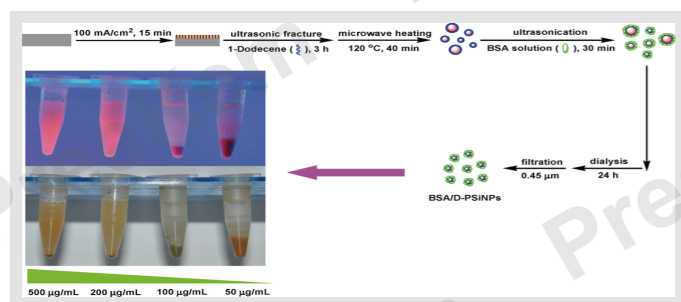 100 mA/cm², 15 min
ultrasonic fracture
1-Dodecene ( ), 3 h
microwave heating
120 °C, 40 min
ultrasonication
BSA solution ( ), 30 min
dialysis
24 h
filtration
0.45 μm
BSA/D-PSiNPs
500 μg/mL 200 μg/mL 100 μg/mL 50 μg/mL